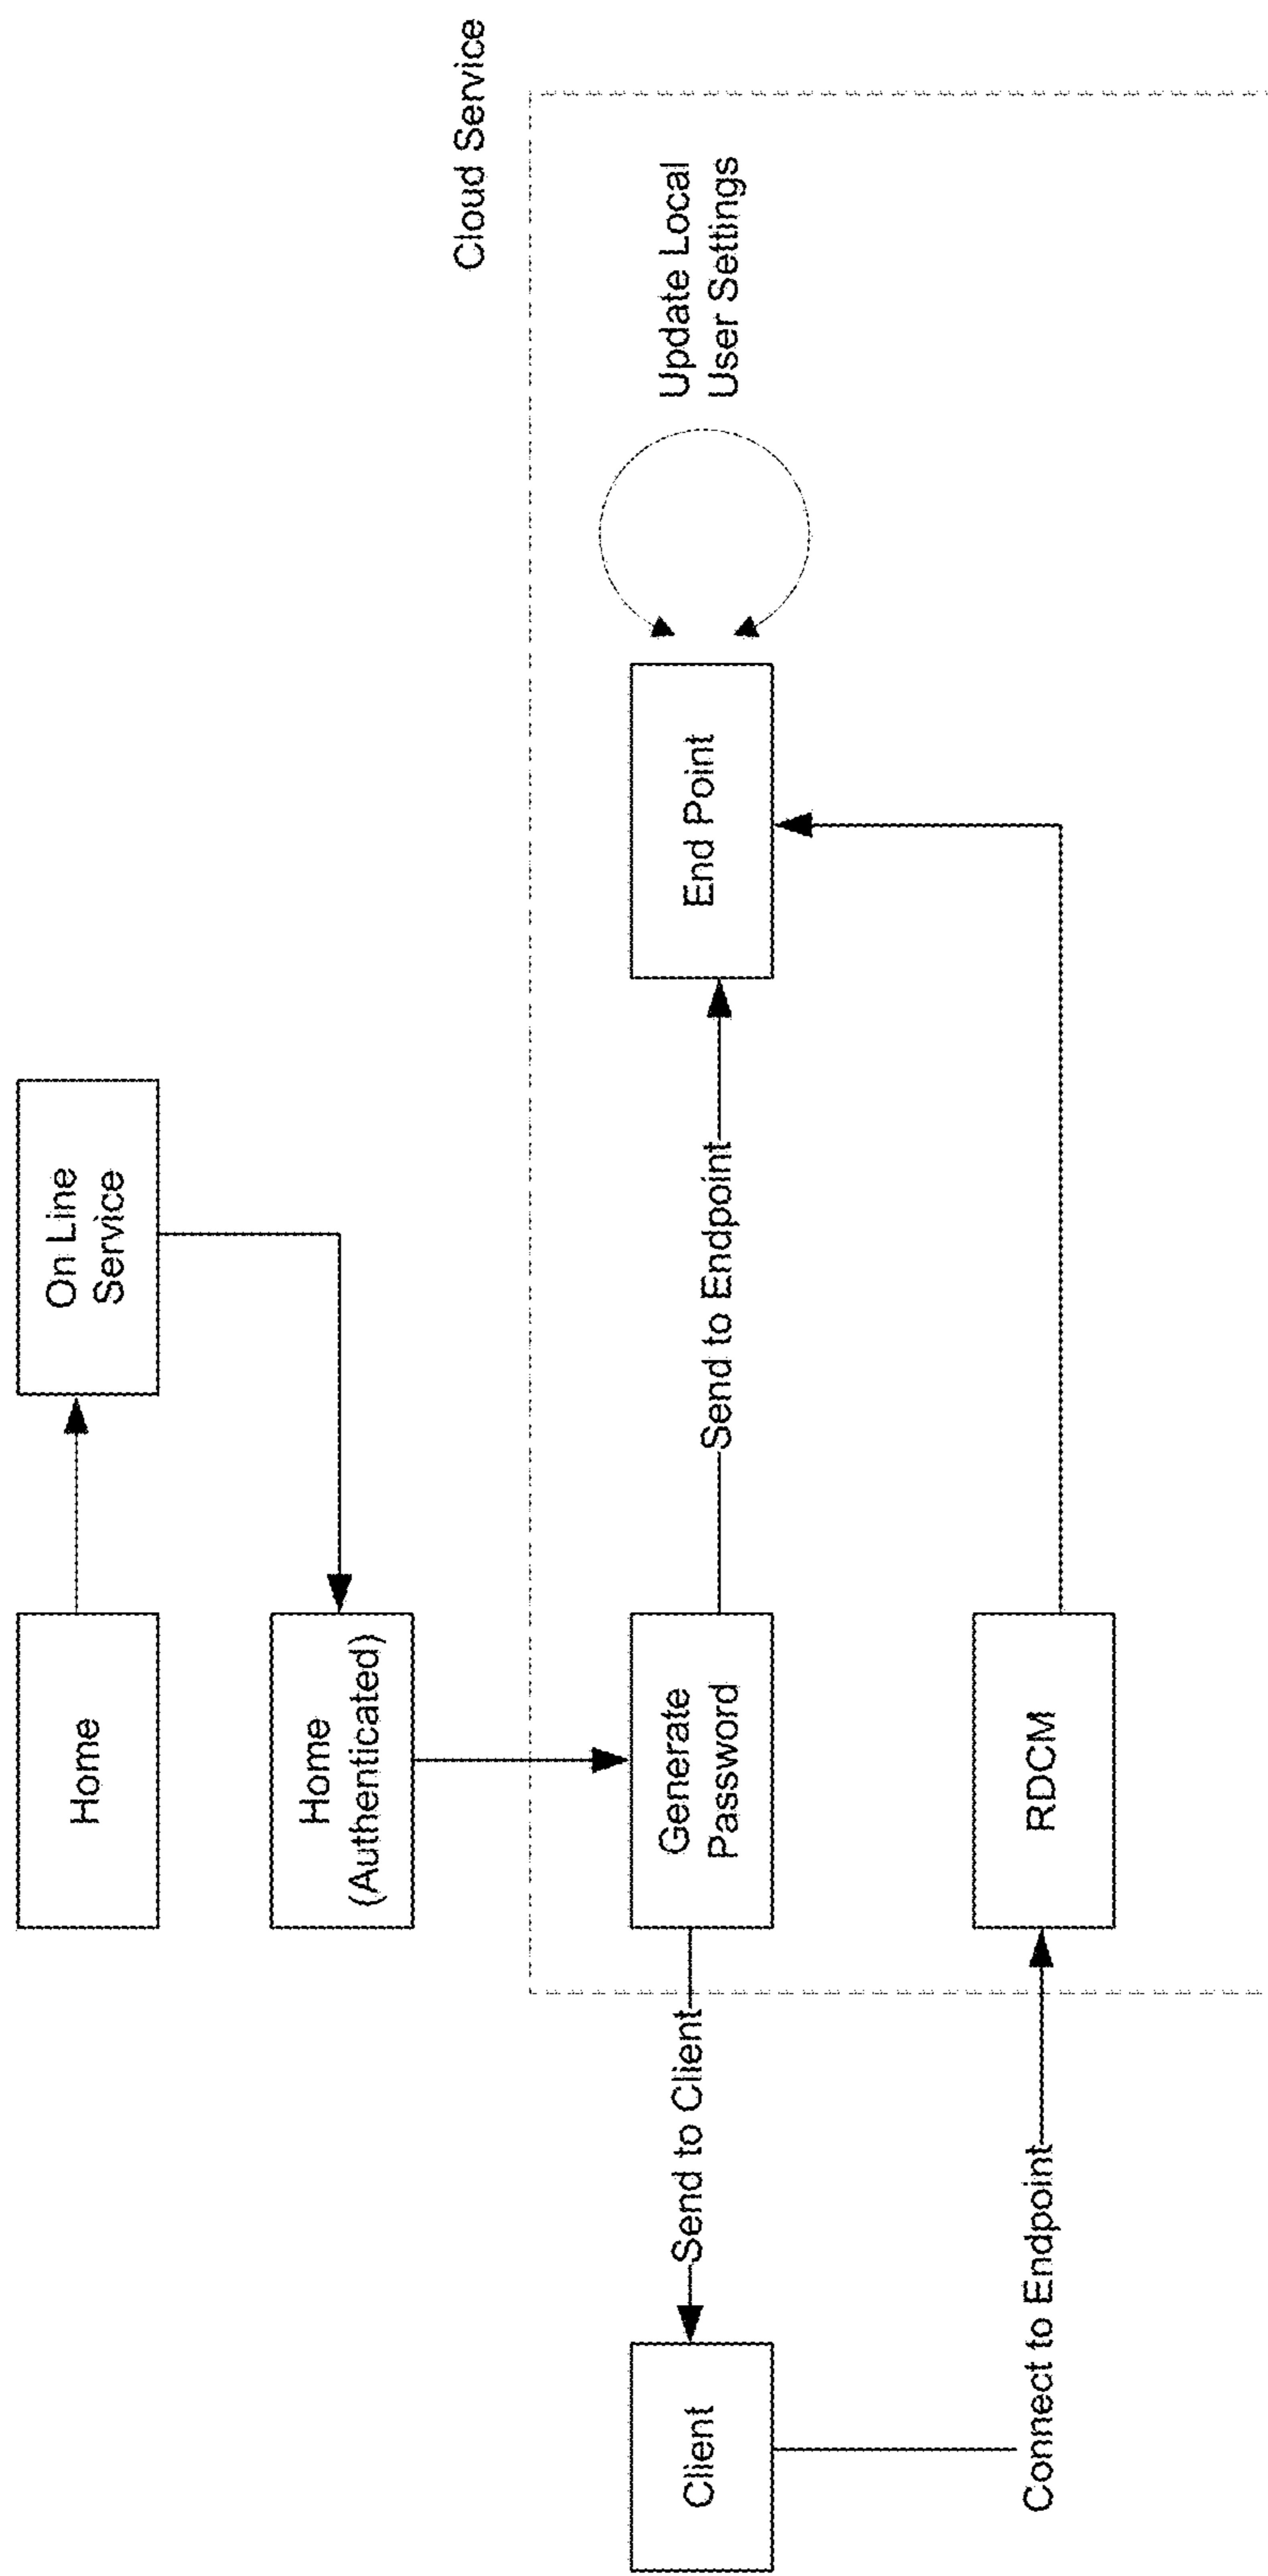 Home
On Line
Service
Home
(Authenticated)
Cloud Service
Client
Send to Client
Generate
Password
Send to Endpoint
End Point
Update Local
User Settings
Connect to Endpoint
RDCM